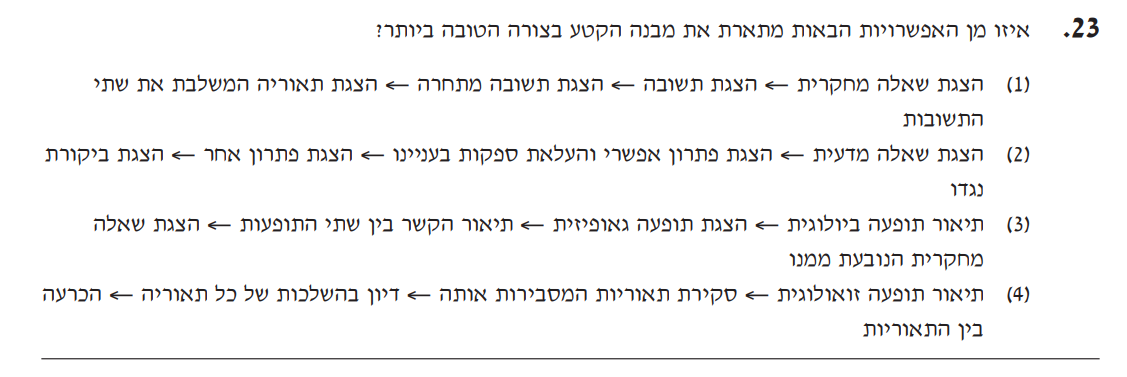 23. איזו מן האפשרויות הבאות מתארת את מבנה הקטע בצורה הטובה ביותר?
(1) הצגת שאלה מחקרית ← הצגת תשובה ← הצגת תשובה מתחרה ← הצגת תאוריה המשלבת את שתי
התשובות
(2) הצגת שאלה מדעית ← הצגת פתרון אפשרי והעלאת ספקות בעניינו ← הצגת פתרון אחר ← הצגת ביקורת
נגדו
(3) תיאור תופעה ביולוגית ← הצגת תופעה גאופיזית ← תיאור הקשר בין שתי התופעות ← הצגת שאלה
מחקרית הנובעת ממנו
(4) תיאור תופעה זואולוגית ← סקירת תאוריות המסבירות אותה ← דיון בהשלכות של כל תאוריה ← הכרעה
בין התאוריות